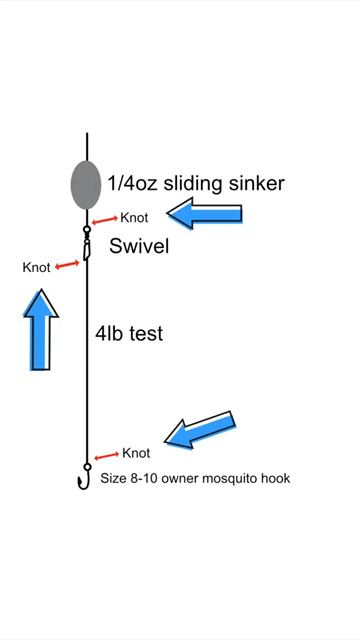 1/4oz sliding sinker
Knot
Swivel
Knot
4lb test
Knot
Size 8-10 owner mosquito hook